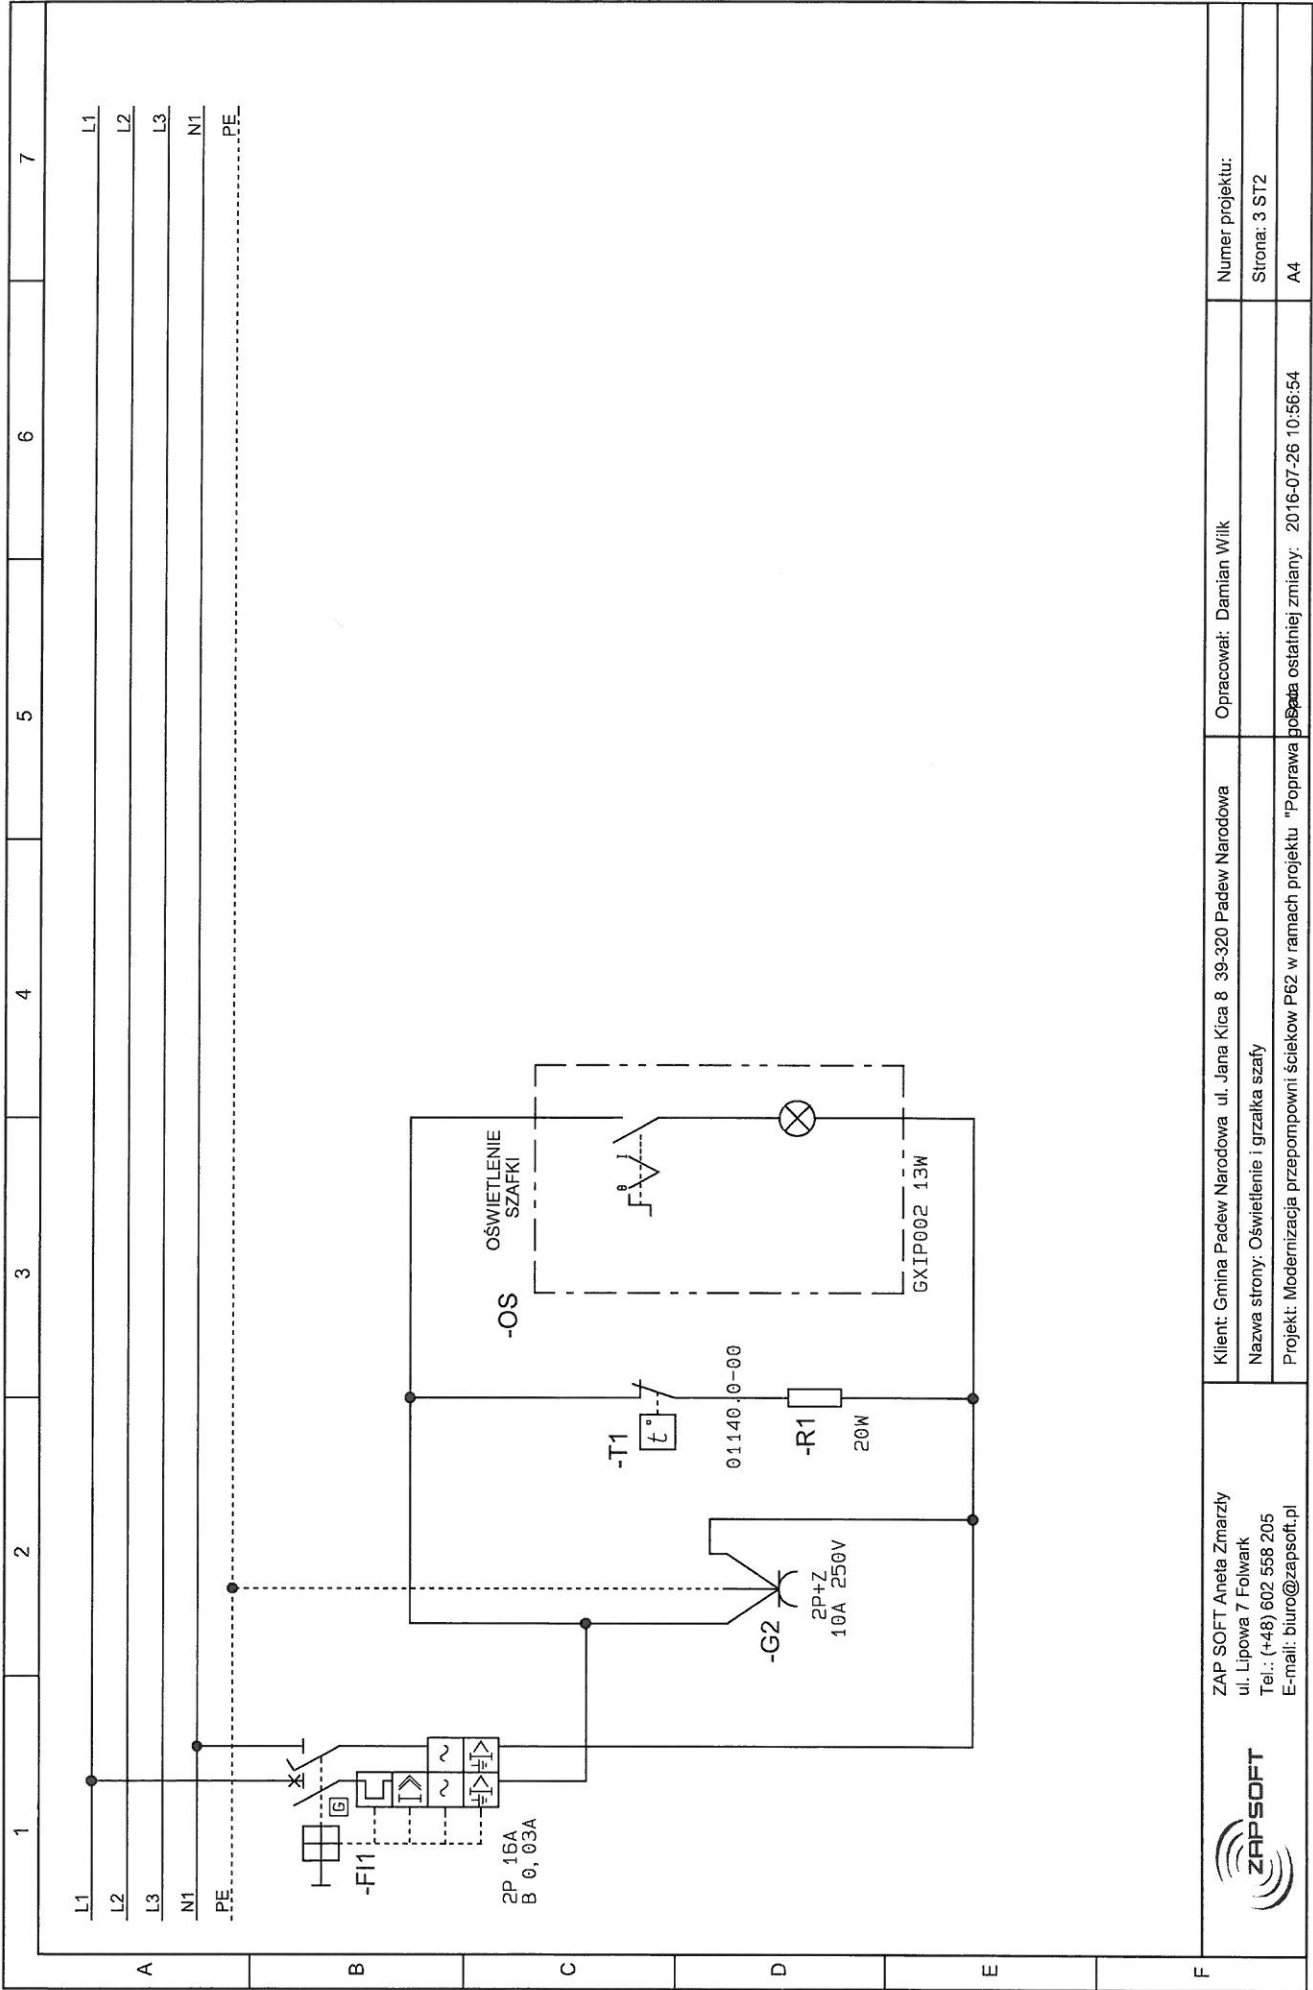 1 2 3 4 5 6 7
A
B
C
D
E
F
L1 L1
L2 L2
L3 L3
N1 N1
PE PE
G
-FI1
2P 16A
B 0,03A
-G2
2P+Z
10A 250V
-T1
t°
01140.0-00
-R1
20W
-OS
OŚWIETLENIE
SZAFKI
0 I
GXIP002 13W
ZAPSOFT
ZAP SOFT Aneta Zmarzły
ul. Lipowa 7 Folwark
Tel.: (+48) 602 558 205
E-mail: biuro@zapsoft.pl
Klient: Gmina Padew Narodowa ul. Jana Kica 8 39-320 Padew Narodowa
Nazwa strony: Oświetlenie i grzałka szafy
Projekt: Modernizacja przepompowni ściekow P62 w ramach projektu "Poprawa
Opracował: Damian Wilk
ostatniej zmiany: 2016-07-26 10:56:54
Numer projektu:
Strona: 3 ST2
A4